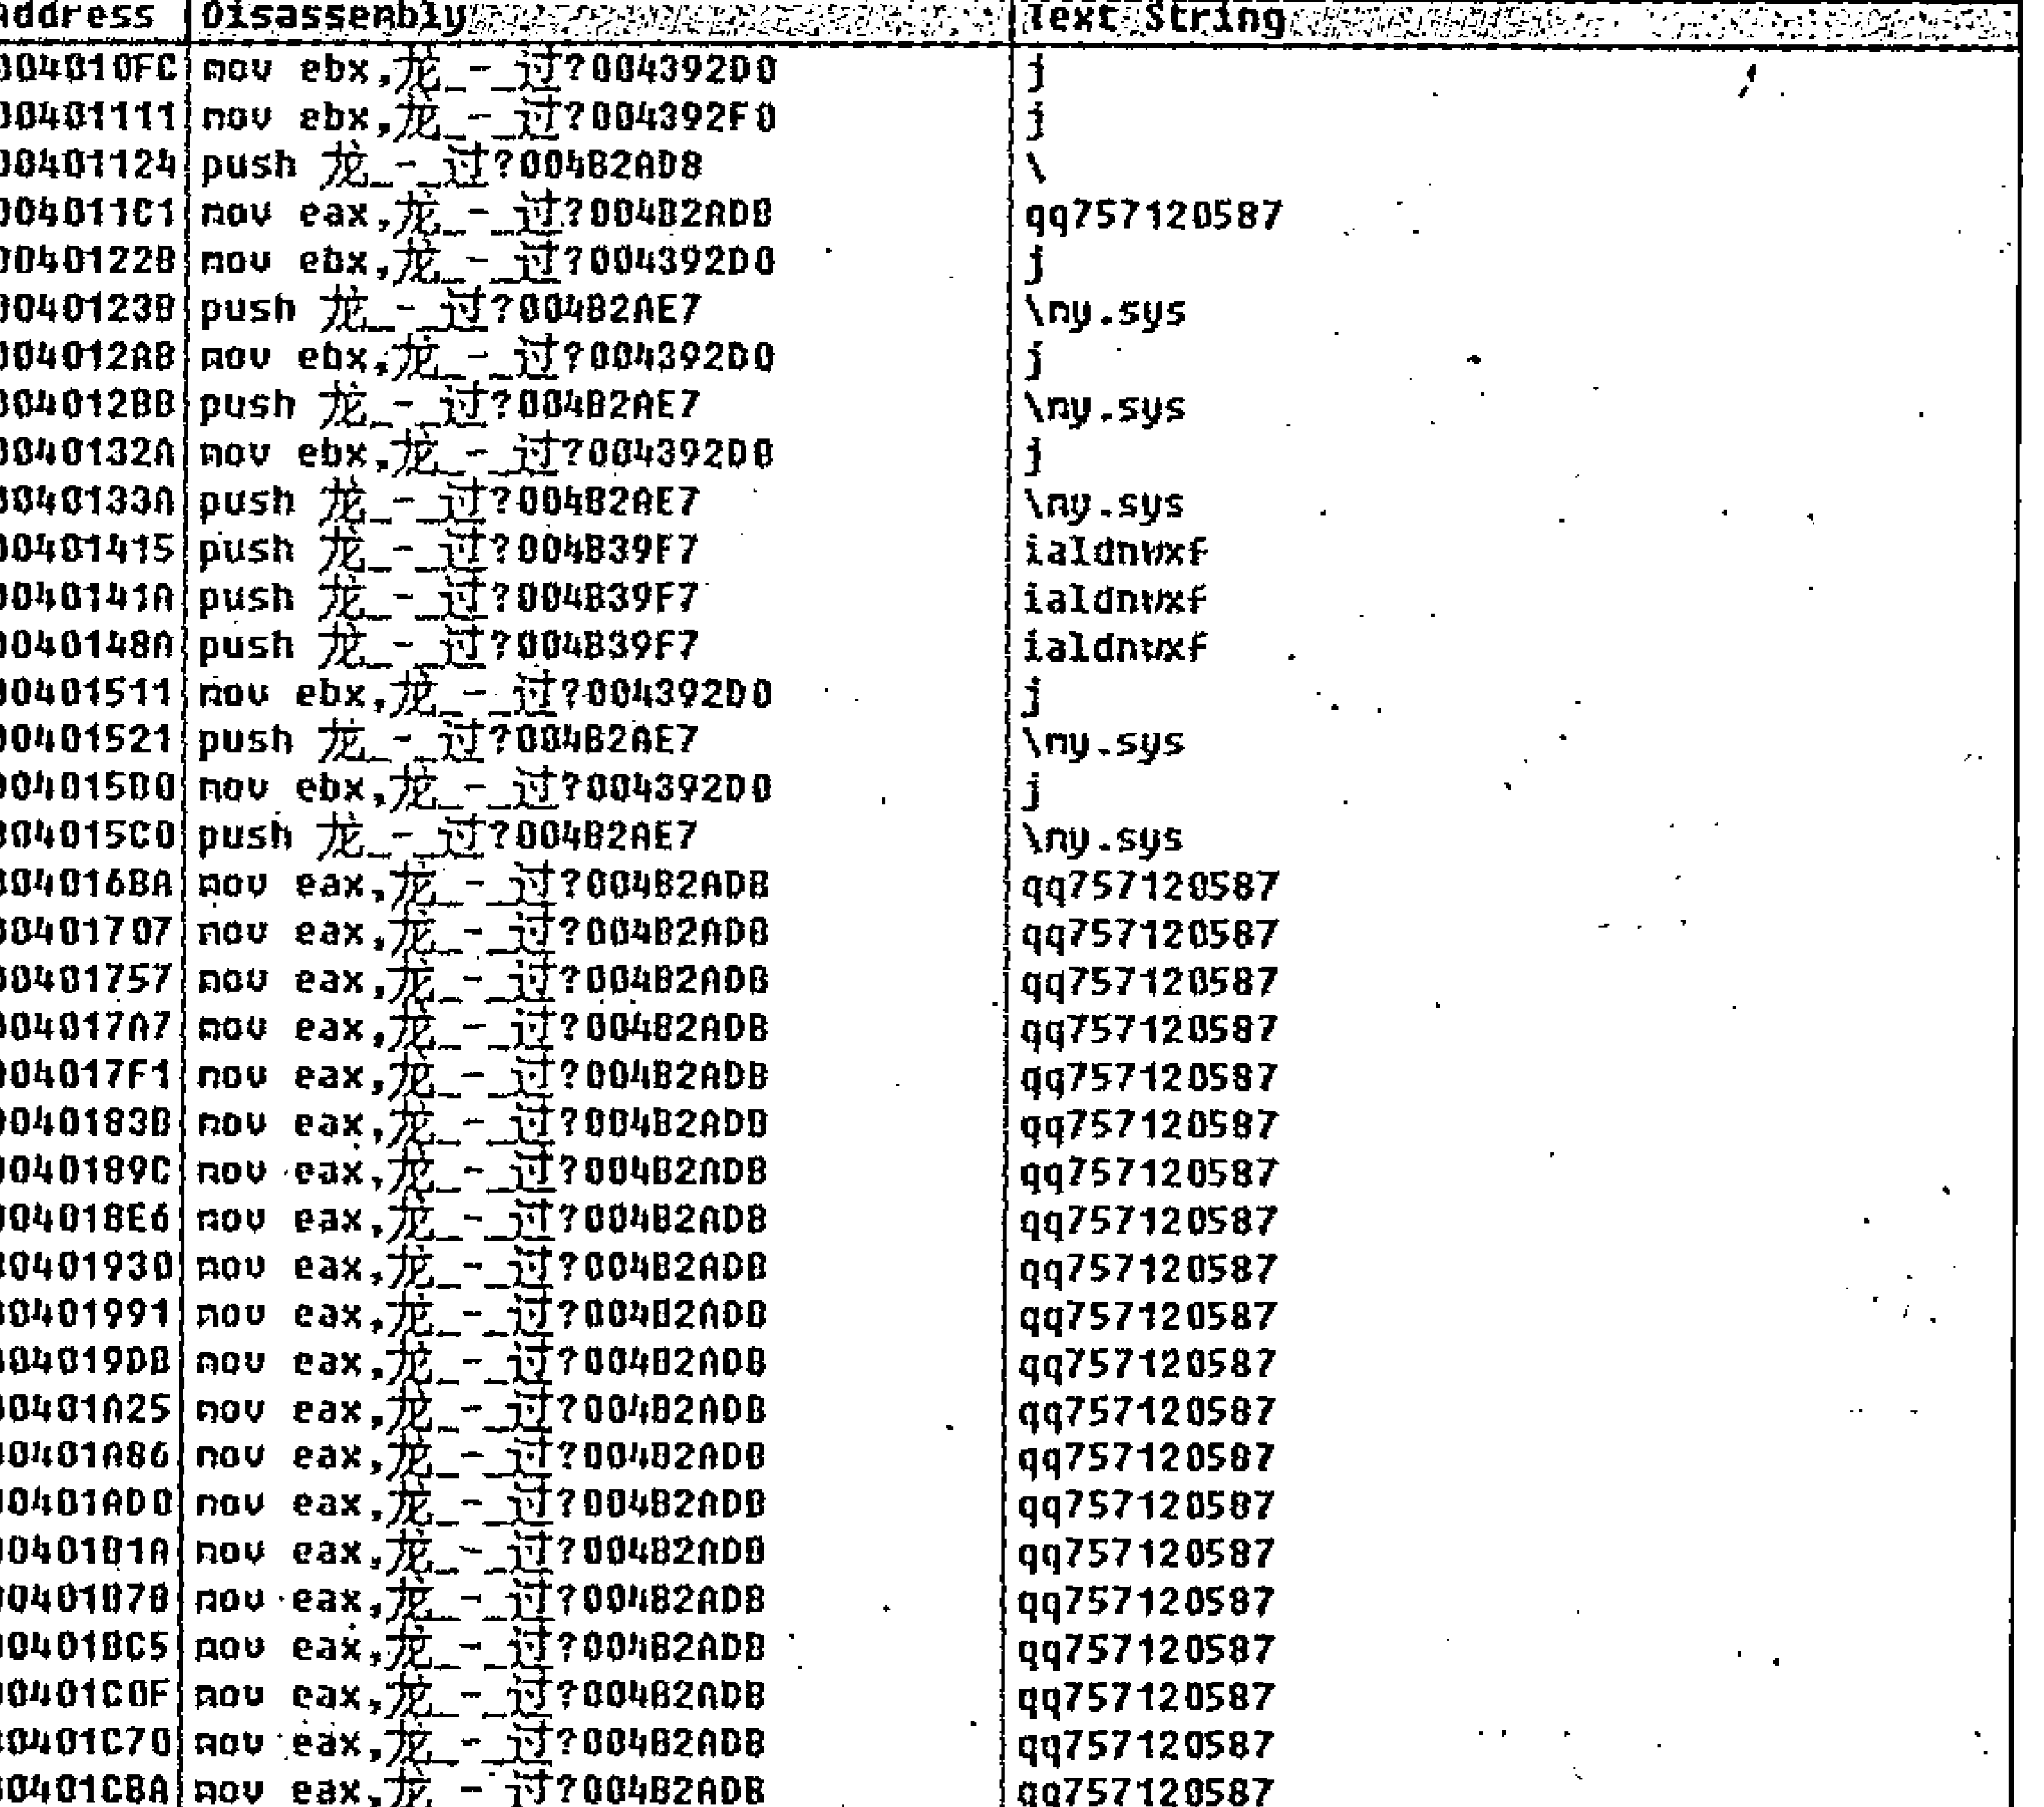 Address Disassembly Text String
004010FC mov ebx,龙_-_过?004392D0 j
00401111 mov ebx,龙_-_过?004392F0 j
00401124 push 龙_-_过?004B2AD8 \
004011C1 mov eax,龙_-_过?004B2ADB qq757120587
0040122B mov ebx,龙_-_过?004392D0 j
0040123B push 龙_-_过?004B2AE7 \my.sys
004012AB mov ebx,龙_-_过?004392D0 j
004012BB push 龙_-_过?004B2AE7 \my.sys
0040132A mov ebx,龙_-_过?004392D0 j
0040133A push 龙_-_过?004B2AE7 \my.sys
00401415 push 龙_-_过?004B39F7 ialdnwxf
0040141A push 龙_-_过?004B39F7 ialdnwxf
0040148A push 龙_-_过?004B39F7 ialdnwxf
00401511 mov ebx,龙_-_过?004392D0 j
00401521 push 龙_-_过?004B2AE7 \my.sys
004015B0 mov ebx,龙_-_过?004392D0 j
004015C0 push 龙_-_过?004B2AE7 \my.sys
004016BA mov eax,龙_-_过?004B2ADB qq757120587
00401707 mov eax,龙_-_过?004B2ADB qq757120587
00401757 mov eax,龙_-_过?004B2ADB qq757120587
004017A7 mov eax,龙_-_过?004B2ADB qq757120587
004017F1 mov eax,龙_-_过?004B2ADB qq757120587
0040183B mov eax,龙_-_过?004B2ADB qq757120587
0040189C mov eax,龙_-_过?004B2ADB qq757120587
004018E6 mov eax,龙_-_过?004B2ADB qq757120587
00401930 mov eax,龙_-_过?004B2ADB qq757120587
00401991 mov eax,龙_-_过?004B2ADB qq757120587
004019DB mov eax,龙_-_过?004B2ADB qq757120587
00401A25 mov eax,龙_-_过?004B2ADB qq757120587
00401A86 mov eax,龙_-_过?004B2ADB qq757120587
00401AD0 mov eax,龙_-_过?004B2ADB qq757120587
00401B1A mov eax,龙_-_过?004B2ADB qq757120587
00401B7B mov eax,龙_-_过?004B2ADB qq757120587
00401BC5 mov eax,龙_-_过?004B2ADB qq757120587
00401C0F mov eax,龙_-_过?004B2ADB qq757120587
00401C70 mov eax,龙_-_过?004B2ADB qq757120587
00401CBA mov eax,龙_-_过?004B2ADB qq757120587